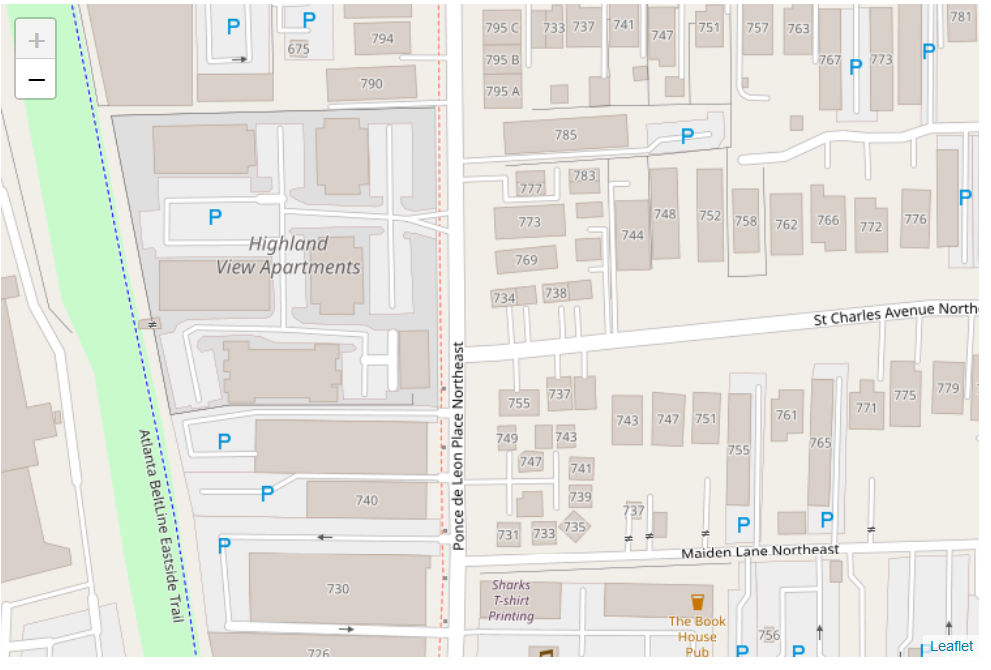 +
−
P
P
675
794
790
795 C
733
737
741
747
751
757
763
781
795 B
767
P
773
P
795 A
785
P
P
Highland
View Apartments
777
783
773
769
734
738
744
748
752
758
762
766
772
776
P
St Charles Avenue North
Ponce de Leon Place Northeast
Atlanta BeltLine Eastside Trail
755
737
743
747
751
755
761
765
771
775
779
749
743
747
741
739
737
731
733
735
P
P
740
P
730
726
P
P
Maiden Lane Northeast
Sharks
T-shirt
Printing
The Book
House
Pub
756
P
P
Leaflet